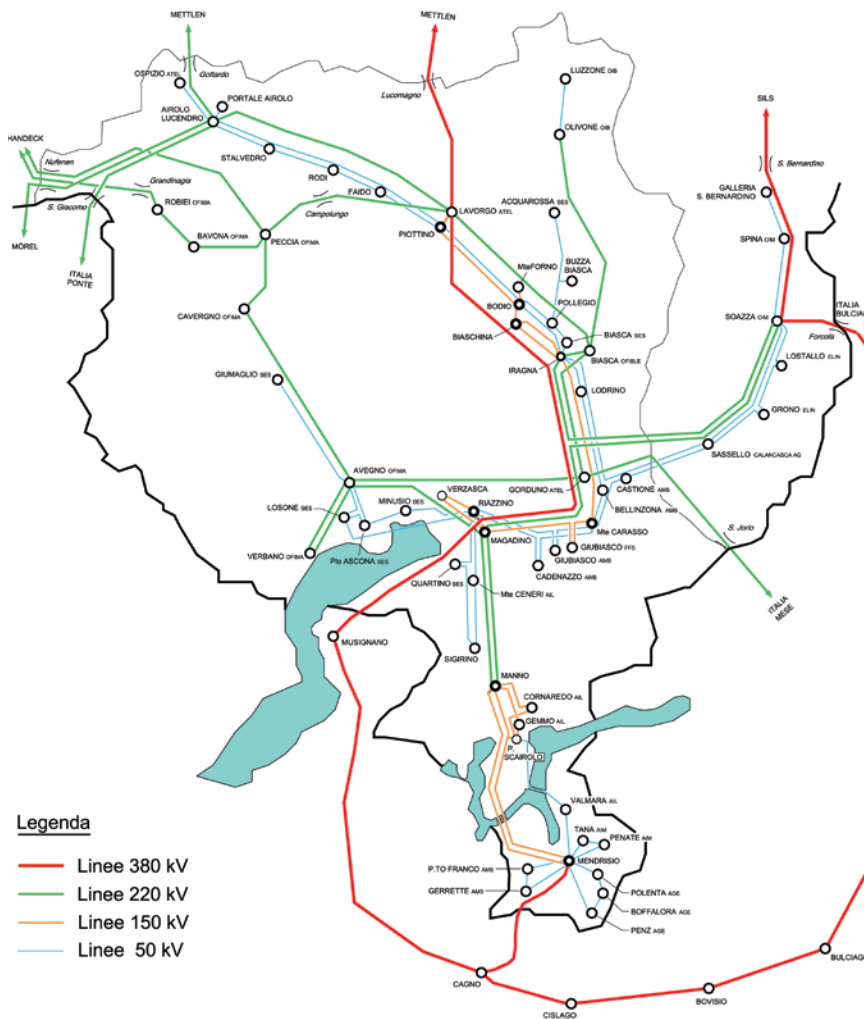 METTLEN
METTLEN
OSPIZIO ATEL
Gottardo
Lucomagno
LUZZONE OIB
PORTALE AIROLO
AIROLO
LUCENDRO
SILS
HANDECK
Nufenen
STALVEDRO
OLIVONE OIB
S. Bernardino
Grandinagia
RODI
GALLERIA
S. BERNARDINO
S. Giacomo
ROBIEI OFIMA
FAIDO
Campolungo
LAVORGO ATEL
ACQUAROSSA SES
PIOTTINO
MÖREL
BAVONA OFIMA
PECCIA OFIMA
SPINA OIM
ITALIA
PONTE
BUZZA
BIASCA
Mte FORNO
CAVERGNO OFIMA
BODIO
POLLEGIO
SOAZZA OIM
ITALIA
BULCIAGO
Forcola
BIASCHINA
BIASCA SES
IRAGNA
BIASCA OFIBLE
LOSTALLO ELIN
GIUMAGLIO SES
LODRINO
GRONO ELIN
SASSELLO CALANCASCA AG
AVEGNO OFIMA
VERZASCA
GORDUNO ATEL
CASTIONE AMB
RIAZZINO
LOSONE SES
MINUSIO SES
BELLINZONA AMB
Mte CARASSO
S. Jorio
VERBANO OFIMA
Pte ASCONA SES
MAGADINO
GIUBIASCO FFS
GIUBIASCO AMB
CADENAZZO AMB
QUARTINO SES
Mte CENERI AIL
ITALIA
MESE
MUSIGNANO
SIGIRINO
MANNO
CORNAREDO AIL
GEMMO AIL
P.
SCAIROLO
VALMARA AIL
TANA AIM
PENATE AIM
MENDRISIO
P.TO FRANCO AMS
GERRETTE AMS
POLENTA AGE
BOFFALORA AGE
PENZ AGE
Legenda
Linee 380 kV
Linee 220 kV
Linee 150 kV
Linee 50 kV
CAGNO
CISLAGO
BOVISIO
BULCIAGO